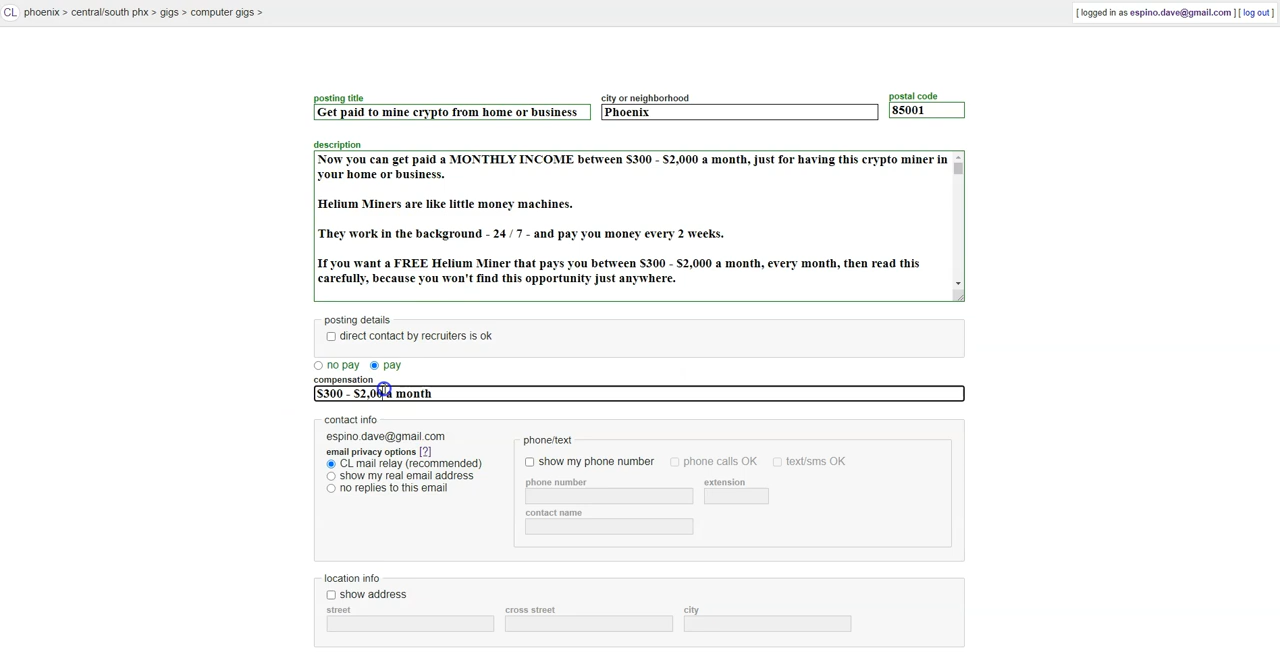 CL phoenix > central/south phx > gigs > computer gigs >
[ logged in as espino.dave@gmail.com ] [ log out ]
posting title
city or neighborhood
postal code
Get paid to mine crypto from home or business
Phoenix
85001
description
Now you can get paid a MONTHLY INCOME between $300 - $2,000 a month, just for having this crypto miner in
your home or business.
Helium Miners are like little money machines.
They work in the background - 24 / 7 - and pay you money every 2 weeks.
If you want a FREE Helium Miner that pays you between $300 - $2,000 a month, every month, then read this
carefully, because you won't find this opportunity just anywhere.
posting details
direct contact by recruiters is ok
no pay pay
compensation
$300 - $2,00 a month
contact info
espino.dave@gmail.com
email privacy options [?]
CL mail relay (recommended)
show my real email address
no replies to this email
phone/text
show my phone number phone calls OK text/sms OK
phone number extension
contact name
location info
show address
street cross street city